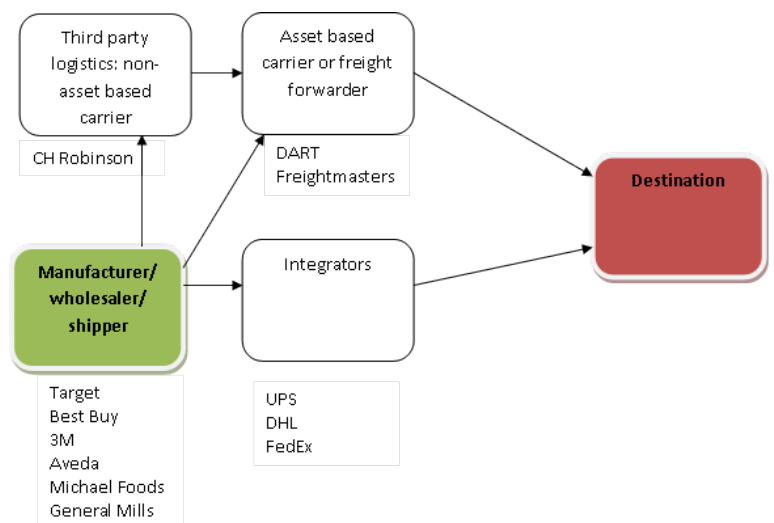 Third party
logistics: non-
asset based
carrier
CH Robinson
Asset based
carrier or freight
forwarder
DART
Freightmasters
Destination
Manufacturer/
wholesaler/
shipper
Target
Best Buy
3M
Aveda
Michael Foods
General Mills
Integrators
UPS
DHL
FedEx